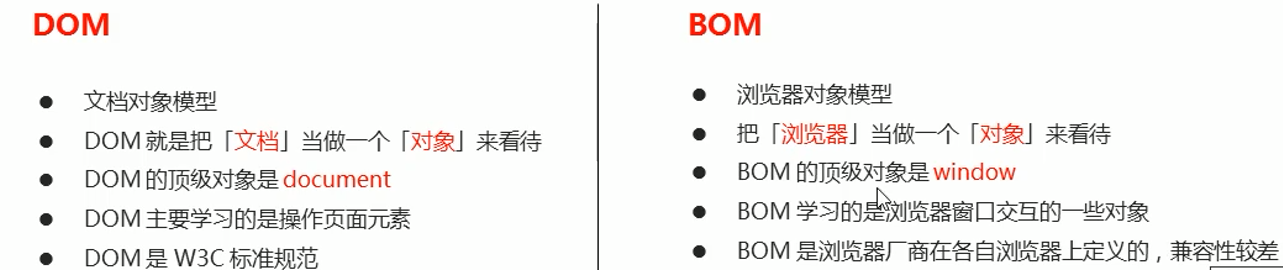 DOM
● 文档对象模型
● DOM 就是把「文档」当做一个「对象」来看待
● DOM 的顶级对象是 document
● DOM 主要学习的是操作页面元素
● DOM 是 W3C 标准规范
BOM
● 浏览器对象模型
● 把「浏览器」当做一个「对象」来看待
● BOM 的顶级对象是 window
● BOM 学习的是浏览器窗口交互的一些对象
● BOM 是浏览器厂商在各自浏览器上定义的，兼容性较差